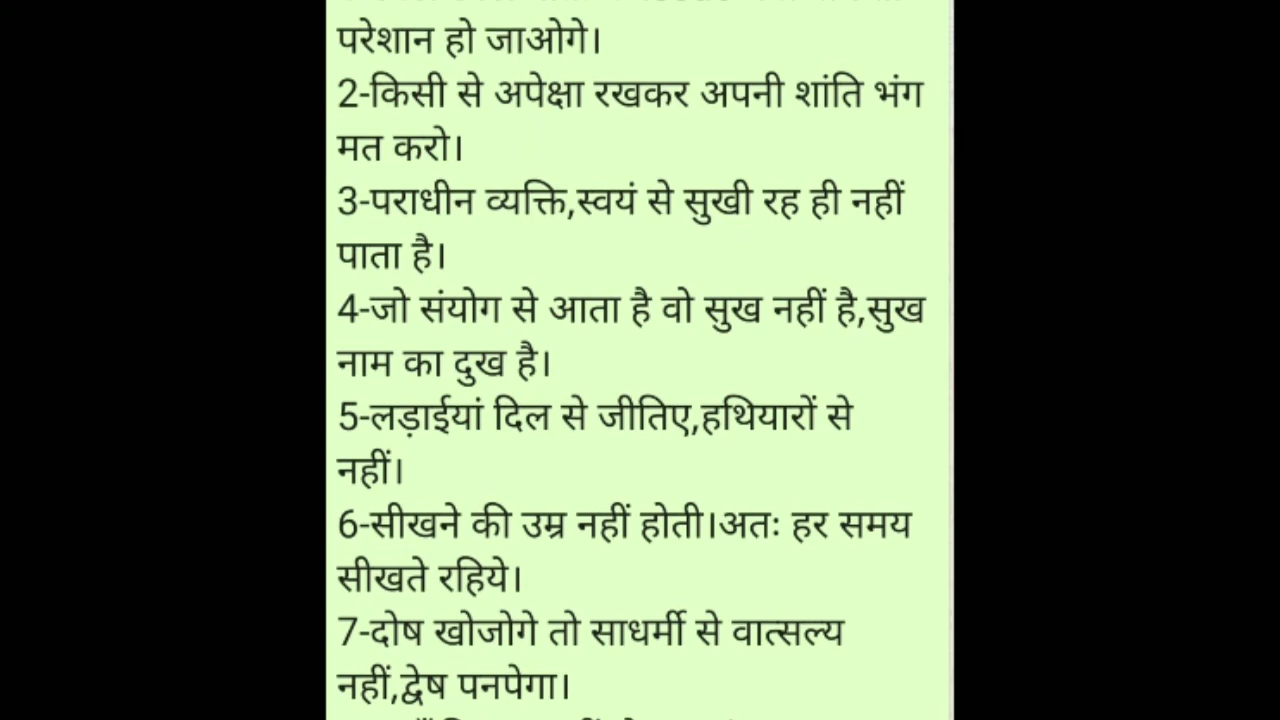 परेशान हो जाओगे।
2-किसी से अपेक्षा रखकर अपनी शांति भंग
मत करो।
3-पराधीन व्यक्ति,स्वयं से सुखी रह ही नहीं
पाता है।
4-जो संयोग से आता है वो सुख नहीं है,सुख
नाम का दुख है।
5-लड़ाईयां दिल से जीतिए,हथियारों से
नहीं।
6-सीखने की उम्र नहीं होती।अतः हर समय
सीखते रहिये।
7-दोष खोजोगे तो साधर्मी से वात्सल्य
नहीं,द्वेष पनपेगा।